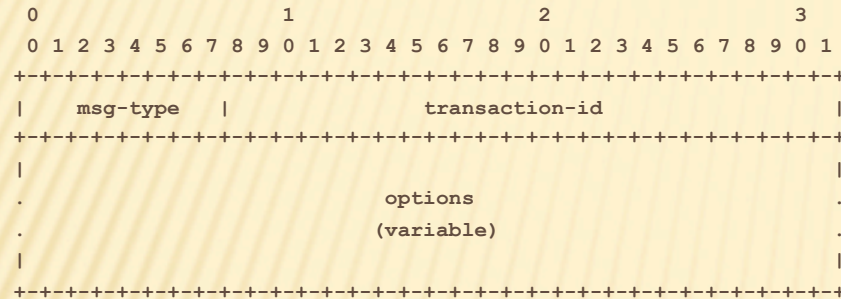 0                   1                   2                   3
 0 1 2 3 4 5 6 7 8 9 0 1 2 3 4 5 6 7 8 9 0 1 2 3 4 5 6 7 8 9 0 1
+-+-+-+-+-+-+-+-+-+-+-+-+-+-+-+-+-+-+-+-+-+-+-+-+-+-+-+-+-+-+-+-+
|    msg-type   |               transaction-id                  |
+-+-+-+-+-+-+-+-+-+-+-+-+-+-+-+-+-+-+-+-+-+-+-+-+-+-+-+-+-+-+-+-+
|                                                               |
.                            options                            .
.                           (variable)                          .
|                                                               |
+-+-+-+-+-+-+-+-+-+-+-+-+-+-+-+-+-+-+-+-+-+-+-+-+-+-+-+-+-+-+-+-+